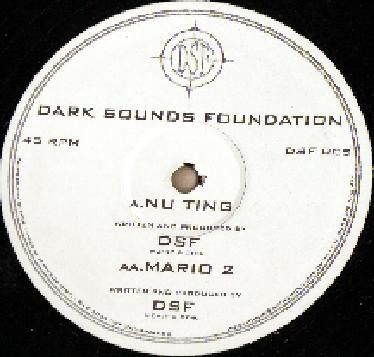 DSF
DARK SOUNDS FOUNDATION
45 RPM
DSF 005
A.NU TING
WRITTEN AND PRODUCED BY
DSF
AA.MARIO 2
WRITTEN AND PRODUCED BY
DSF